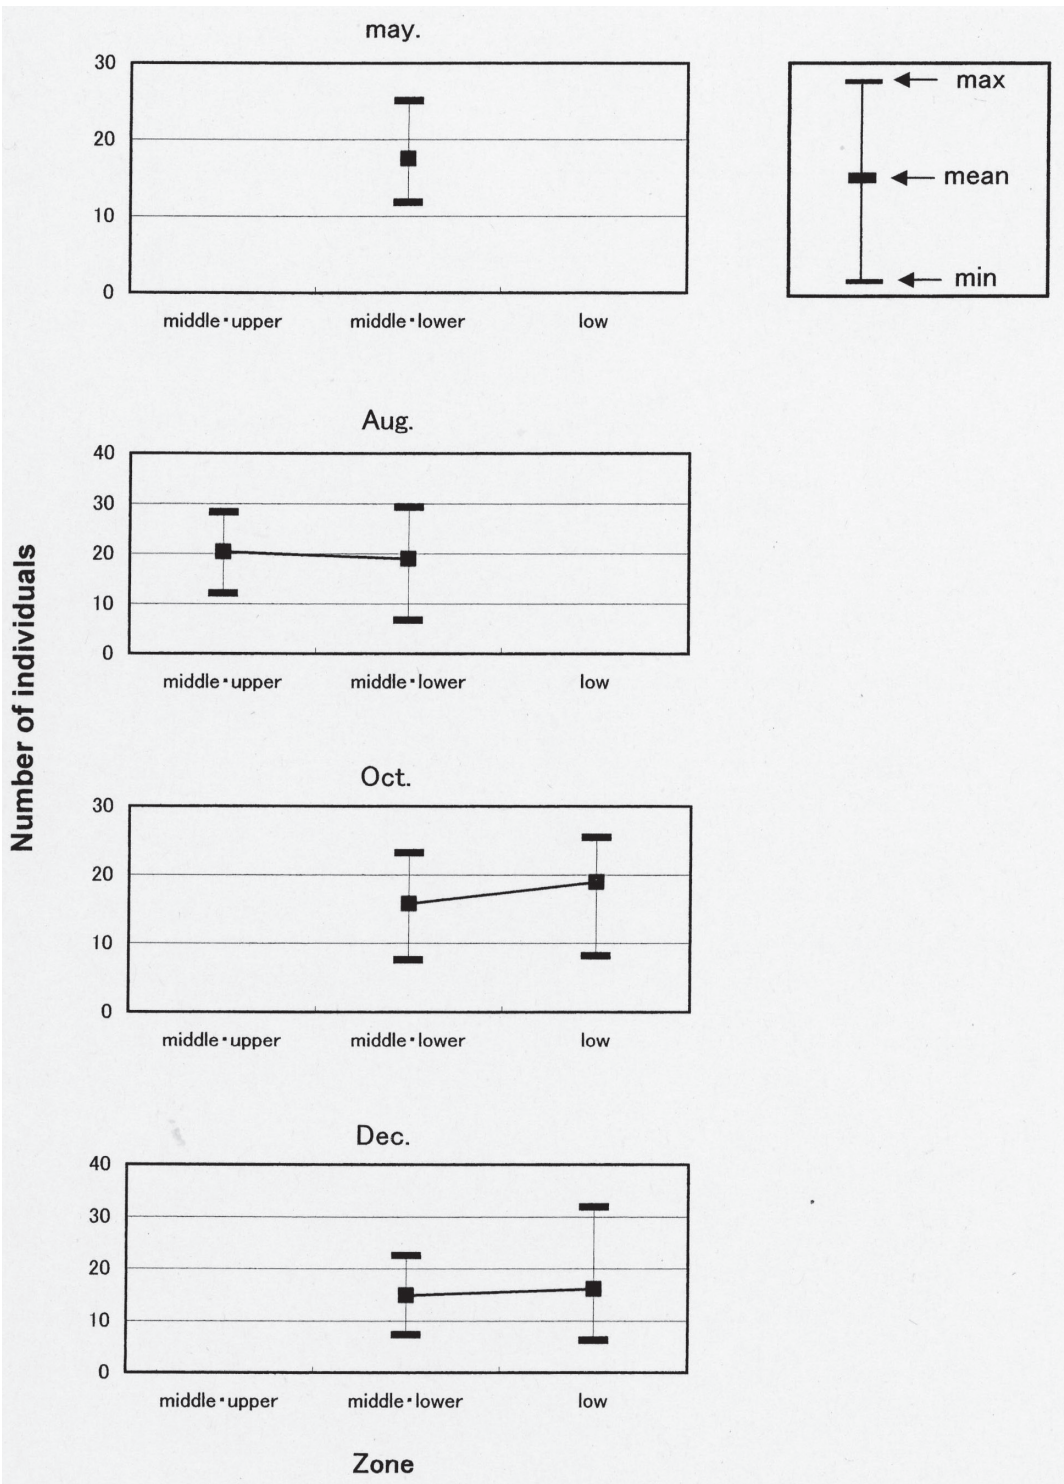 may.
30
20
10
0
middle・upper middle・lower low
max
mean
min
Aug.
40
30
20
10
0
middle・upper middle・lower low
Number of individuals
Oct.
30
20
10
0
middle・upper middle・lower low
Dec.
40
30
20
10
0
middle・upper middle・lower low
Zone